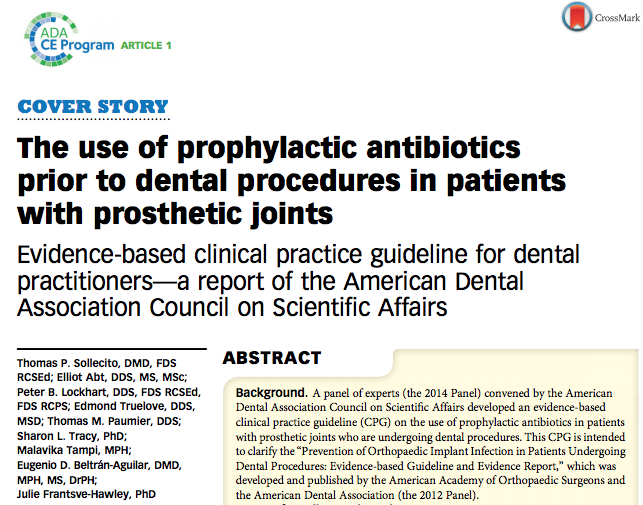 ADA
CE Program ARTICLE 1
CrossMark
COVER STORY
The use of prophylactic antibiotics
prior to dental procedures in patients
with prosthetic joints
Evidence-based clinical practice guideline for dental
practitioners—a report of the American Dental
Association Council on Scientific Affairs
Thomas P. Sollecito, DMD, FDS
RCSEd; Elliot Abt, DDS, MS, MSc;
Peter B. Lockhart, DDS, FDS RCSEd,
FDS RCPS; Edmond Truelove, DDS,
MSD; Thomas M. Paumier, DDS;
Sharon L. Tracy, PhD;
Malavika Tampi, MPH;
Eugenio D. Beltrán-Aguilar, DMD,
MPH, MS, DrPH;
Julie Frantsve-Hawley, PhD
ABSTRACT
Background. A panel of experts (the 2014 Panel) convened by the American
Dental Association Council on Scientific Affairs developed an evidence-based
clinical practice guideline (CPG) on the use of prophylactic antibiotics in patients
with prosthetic joints who are undergoing dental procedures. This CPG is intended
to clarify the “Prevention of Orthopaedic Implant Infection in Patients Undergoing
Dental Procedures: Evidence-based Guideline and Evidence Report,” which was
developed and published by the American Academy of Orthopaedic Surgeons and
the American Dental Association (the 2012 Panel).